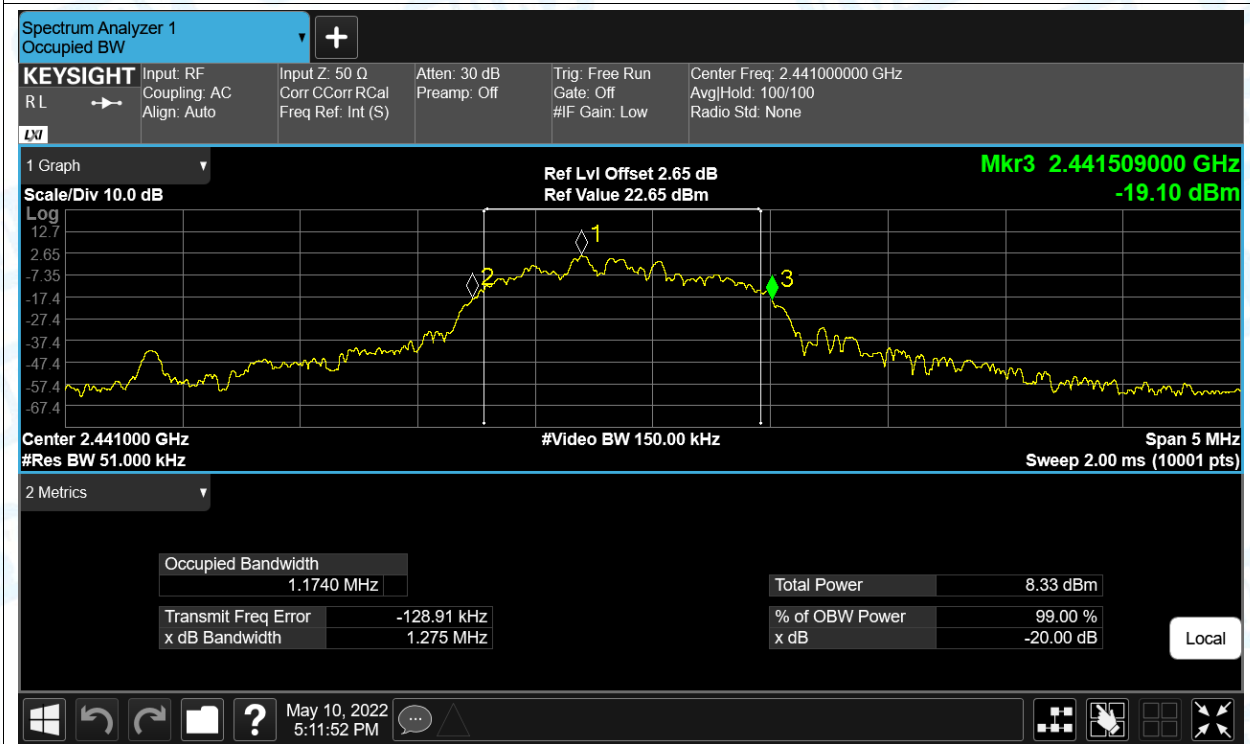 Spectrum Analyzer 1
Occupied BW
▼
+
KEYSIGHT
R L
LXI
Input: RF
Coupling: AC
Align: Auto
Input Z: 50 Ω
Corr CCorr RCal
Freq Ref: Int (S)
Atten: 30 dB
Preamp: Off
Trig: Free Run
Gate: Off
#IF Gain: Low
Center Freq: 2.441000000 GHz
Avg|Hold: 100/100
Radio Std: None
1 Graph ▼
Scale/Div 10.0 dB
Ref Lvl Offset 2.65 dB
Ref Value 22.65 dBm
Mkr3 2.441509000 GHz
-19.10 dBm
Log
12.7
2.65
-7.35
-17.4
-27.4
-37.4
-47.4
-57.4
-67.4
1
2
3
Center 2.441000 GHz
#Res BW 51.000 kHz
#Video BW 150.00 kHz
Span 5 MHz
Sweep 2.00 ms (10001 pts)
2 Metrics ▼
Occupied Bandwidth
1.1740 MHz
Transmit Freq Error -128.91 kHz
x dB Bandwidth 1.275 MHz
Total Power 8.33 dBm
% of OBW Power 99.00 %
x dB -20.00 dB
Local
?
May 10, 2022
5:11:52 PM